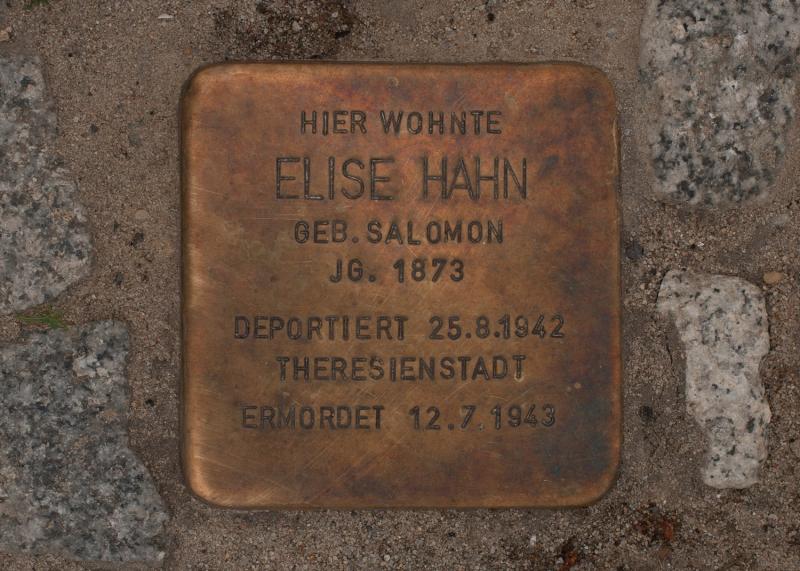 HIER WOHNTE
ELISE HAHN
GEB. SALOMON
JG. 1873
DEPORTIERT 25.8.1942
THERESIENSTADT
ERMORDET 12.7.1943